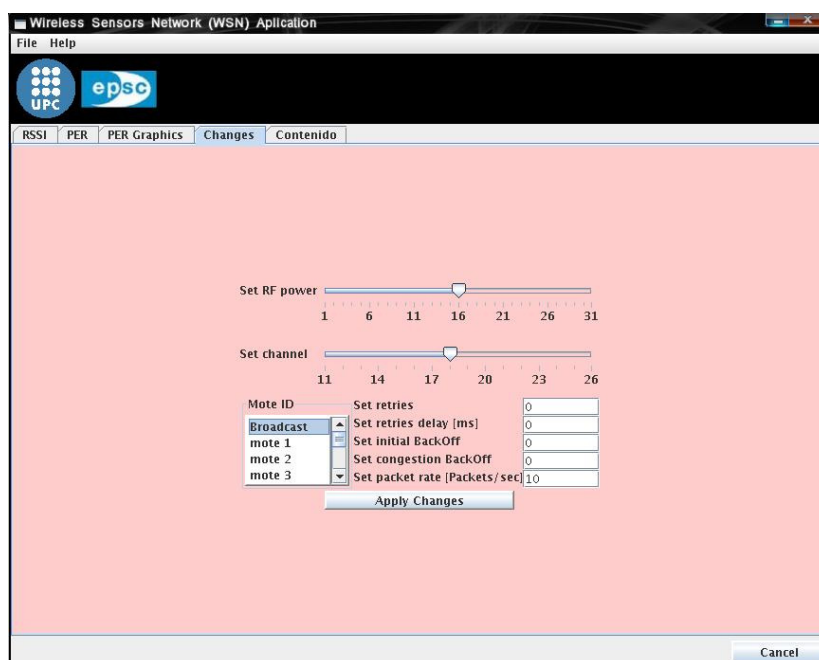 Wireless Sensors Network (WSN) Aplication
File Help
UPC epsc
RSSI PER PER Graphics Changes Contenido
Set RF power
1 6 11 16 21 26 31
Set channel
11 14 17 20 23 26
Mote ID
Broadcast
mote 1
mote 2
mote 3
Set retries 0
Set retries delay [ms] 0
Set initial BackOff 0
Set congestion BackOff 0
Set packet rate [Packets/sec] 10
Apply Changes
Cancel